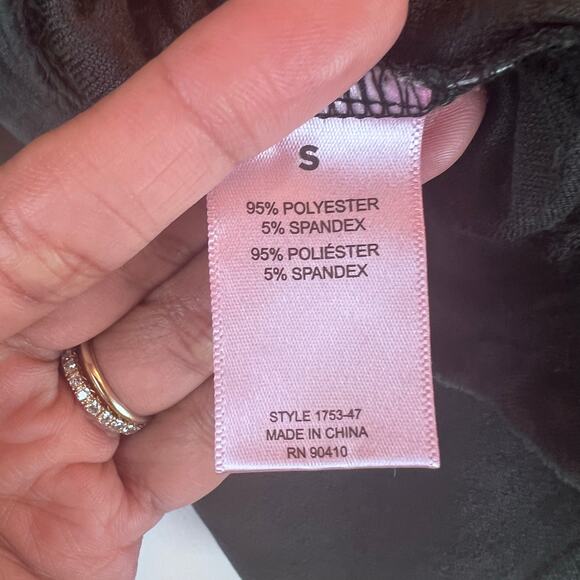 S
95% POLYESTER
5% SPANDEX
95% POLIÉSTER
5% SPANDEX
STYLE 1753-47
MADE IN CHINA
RN 90410